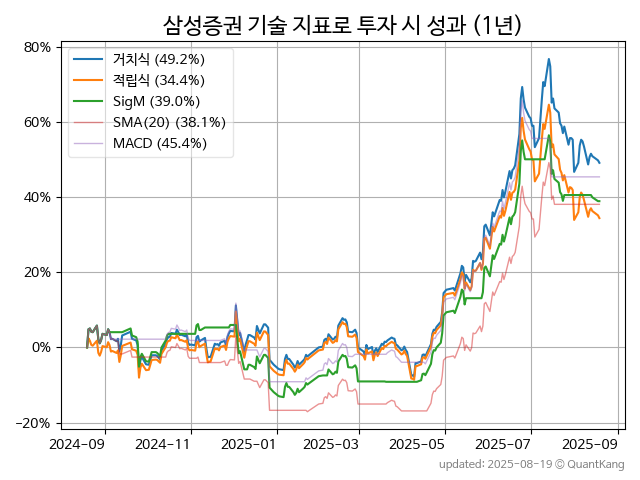 삼성증권 기술 지표로 투자 시 성과 (1년)
80%
60%
40%
20%
0%
−20%
거치식 (49.2%)
적립식 (34.4%)
SigM (39.0%)
SMA(20) (38.1%)
MACD (45.4%)
2024-09 2024-11 2025-01 2025-03 2025-05 2025-07 2025-09
updated: 2025-08-19 ⓒ QuantKang